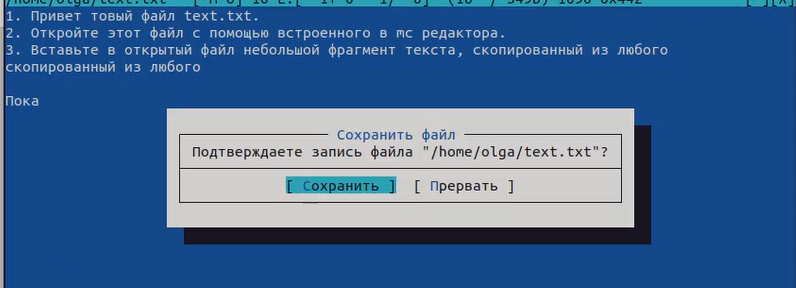 /home/olga/text.txt
1. Привет товый файл text.txt.
2. Откройте этот файл с помощью встроенного в mc редактора.
3. Вставьте в открытый файл небольшой фрагмент текста, скопированный из любого
скопированный из любого
Пока
Сохранить файл
Подтверждаете запись файла "/home/olga/text.txt"?
[ Сохранить ] [ Прервать ]